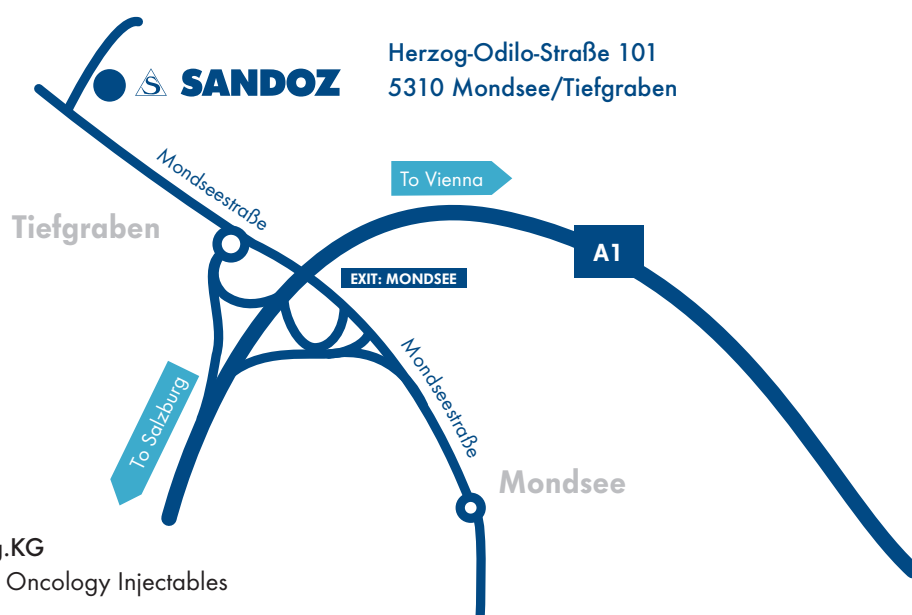 S SANDOZ
Herzog-Odilo-Straße 101
5310 Mondsee/Tiefgraben
Mondseestraße
To Vienna
Tiefgraben
A1
EXIT: MONDSEE
Mondseestraße
To Salzburg
Mondsee
.KG
Oncology Injectables